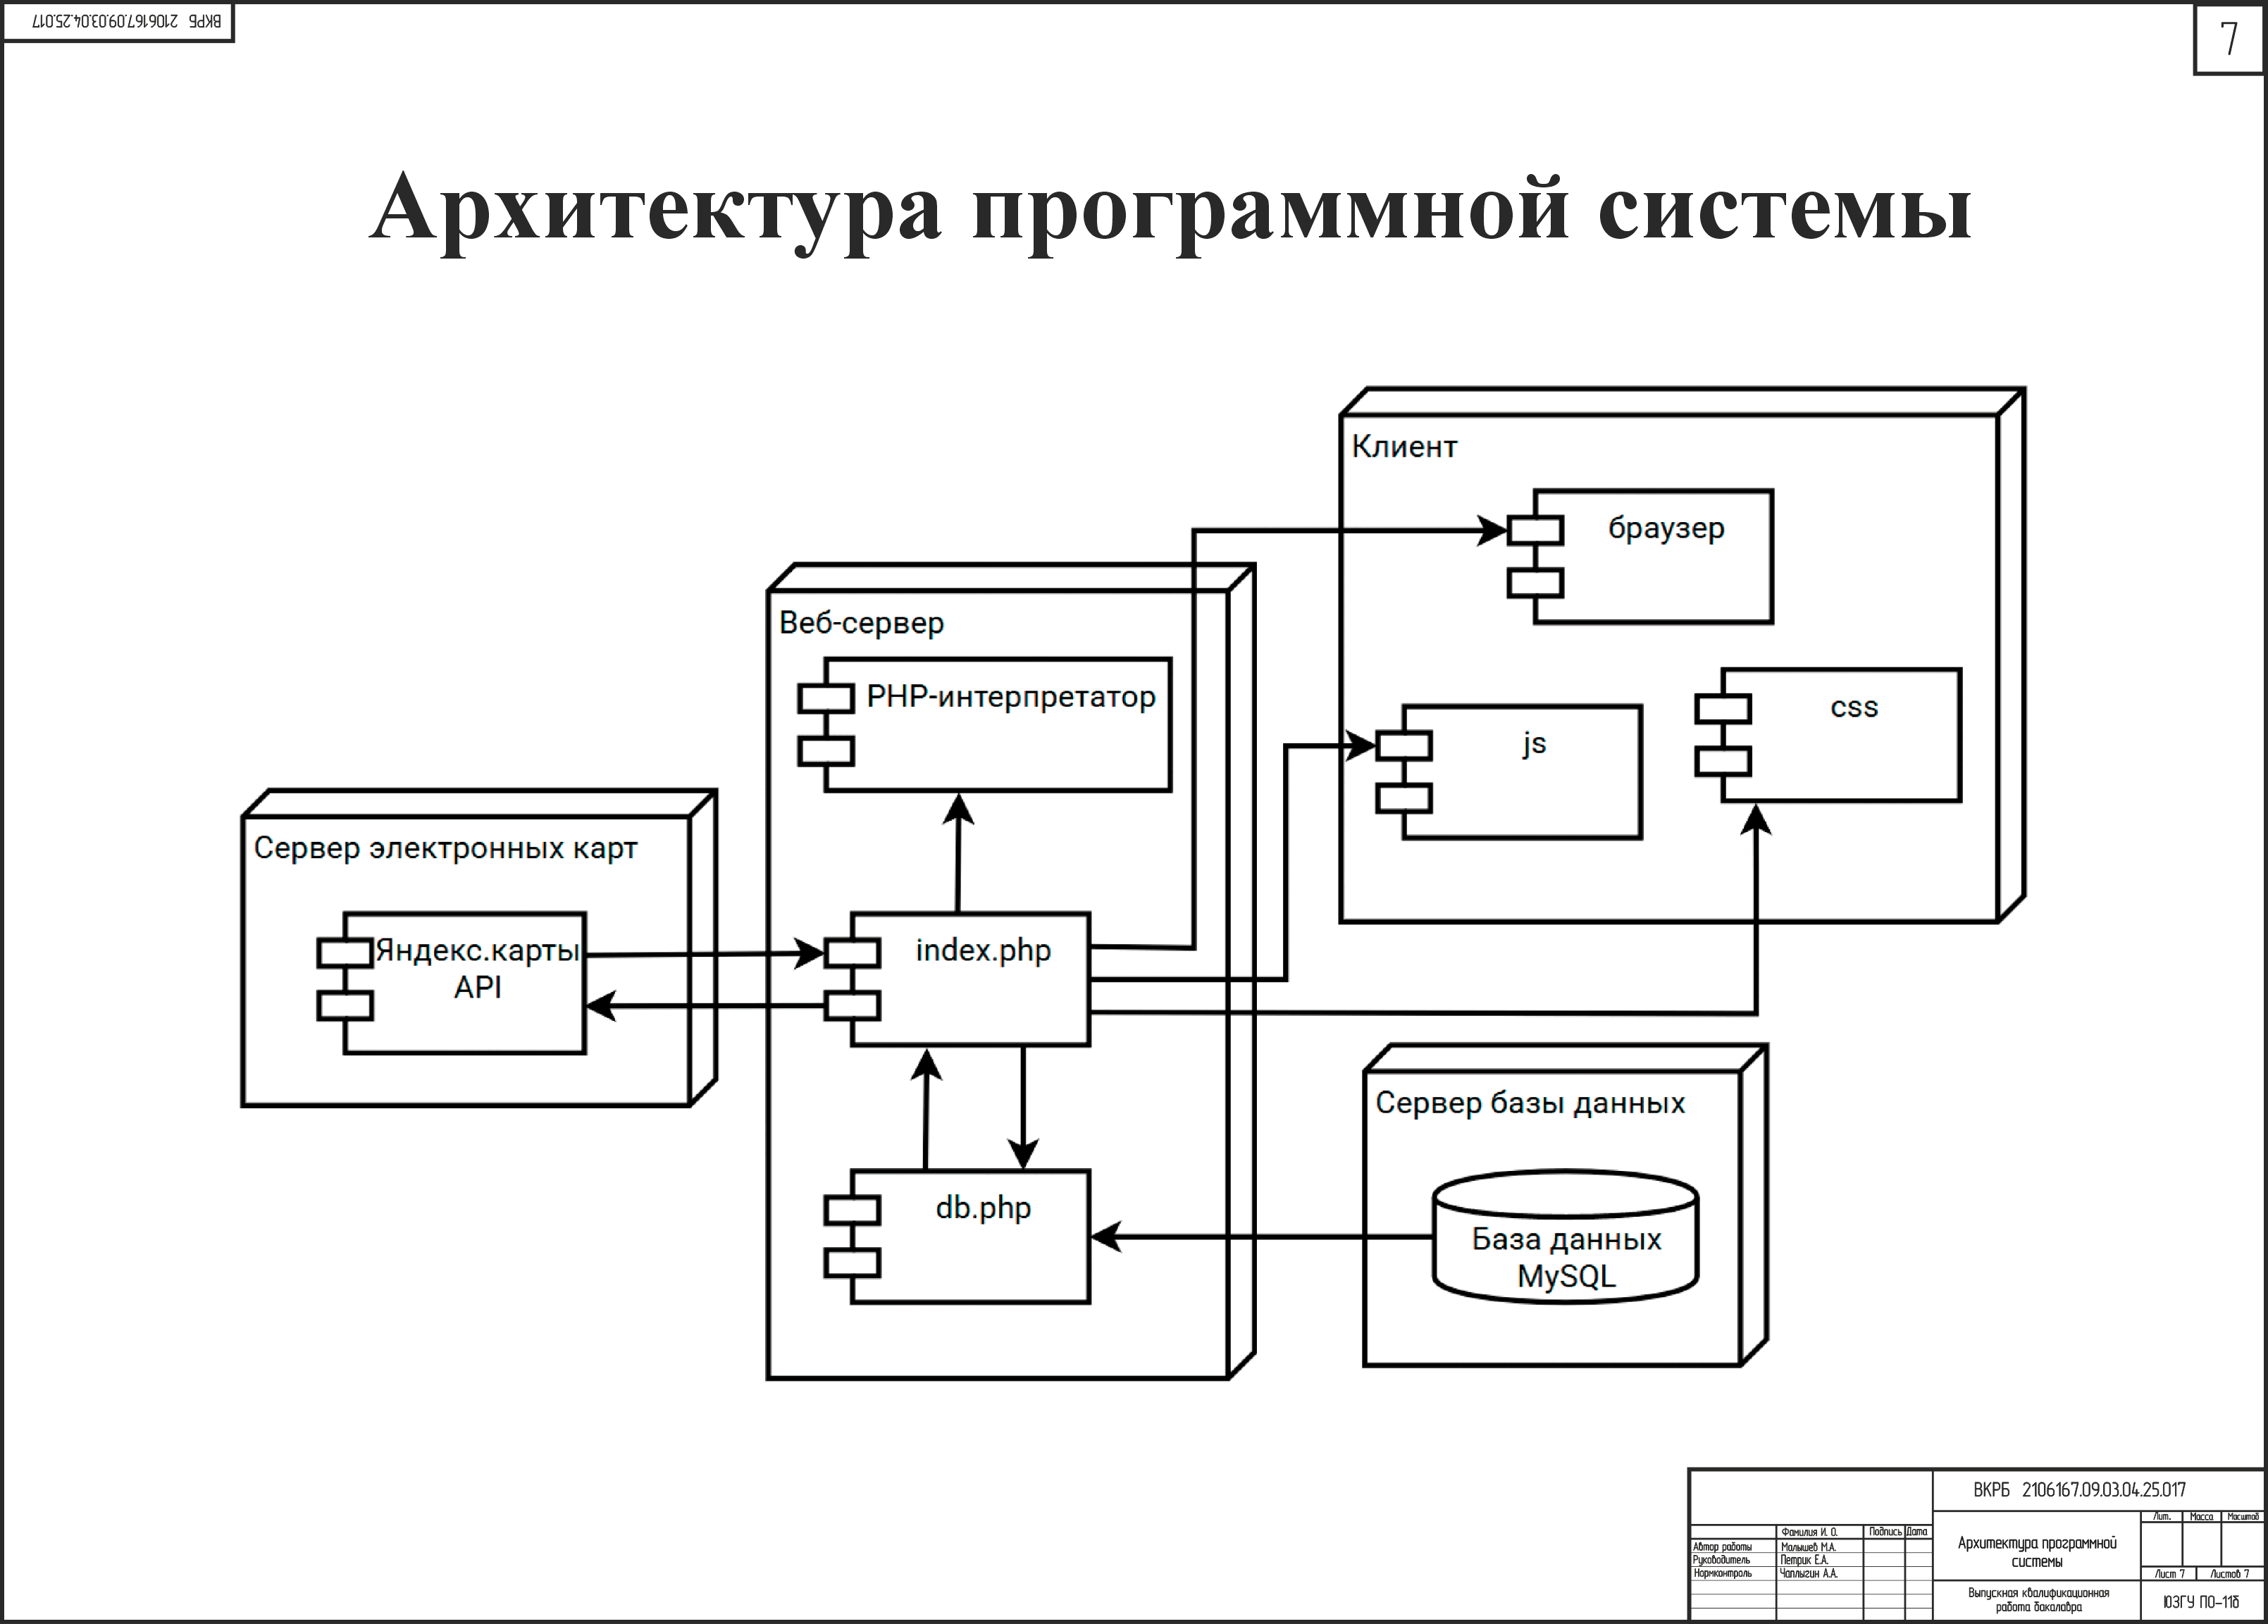 ВКРБ 2106167.09.03.04.25.017
7
Архитектура программной системы
Клиент
браузер
Веб-сервер
PHP-интерпретатор
css
js
Сервер электронных карт
Яндекс.карты
API
index.php
Сервер базы данных
db.php
База данных
MySQL
ВКРБ 2106167.09.03.04.25.017
Лит. Масса Масштаб
Фамилия И. О. Подпись Дата
Архитектура программной
системы
Автор работы Малышев М.А.
Руководитель Петрик Е.А.
Нормконтроль Чаплыгин А.А.
Лист 7 Листов 7
Выпускная квалификационная
работа бакалавра
ЮЗГУ ПО-11б